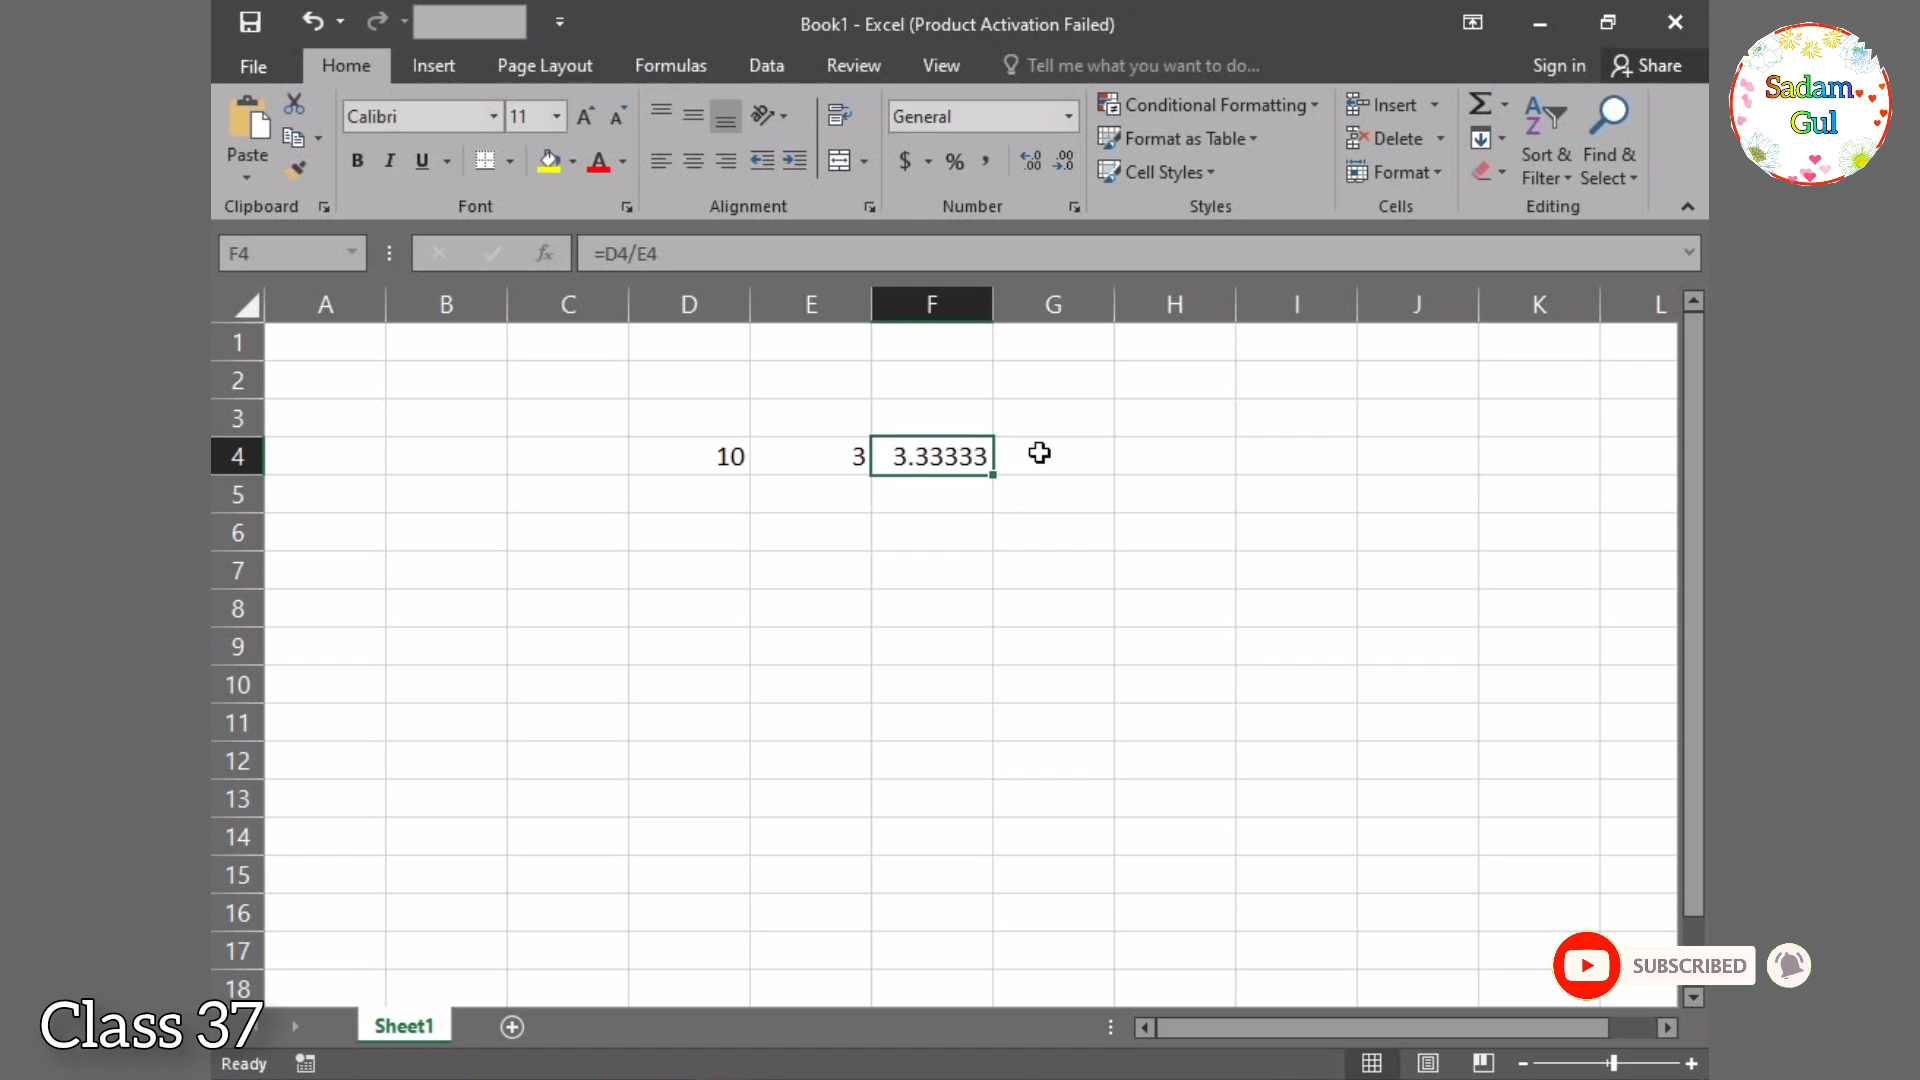 Book1 - Excel (Product Activation Failed)
File Home Insert Page Layout Formulas Data Review View Tell me what you want to do... Sign in Share
Sadam
Gul
Paste
Clipboard
Calibri 11
B I U A
Font
Alignment
General
$ % ,
Number
Conditional Formatting
Format as Table
Cell Styles
Styles
Insert
Delete
Format
Cells
Sort & Filter
Find & Select
Editing
F4 fx =D4/E4
A B C D E F G H I J K L
1
2
3
4 10 3 3.33333
5
6
7
8
9
10
11
12
13
14
15
16
17
18
SUBSCRIBED
Class 37
Sheet1
Ready